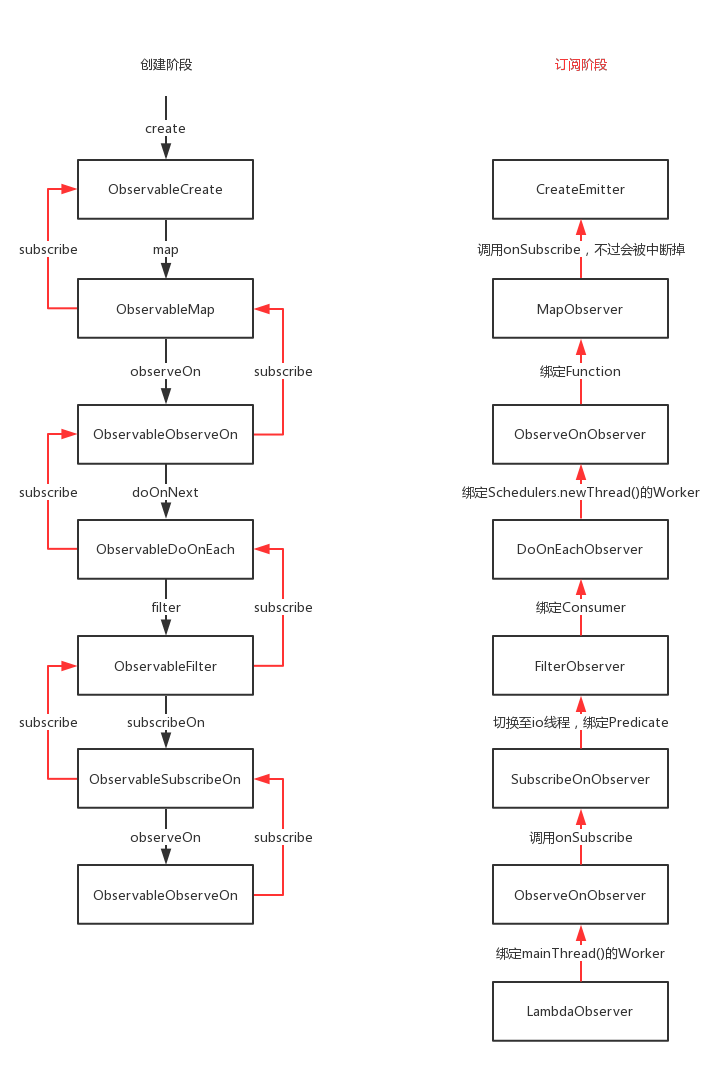 创建阶段
create
ObservableCreate
subscribe
map
ObservableMap
observeOn
subscribe
ObservableObserveOn
subscribe
doOnNext
ObservableDoOnEach
filter
subscribe
ObservableFilter
subscribe
subscribeOn
ObservableSubscribeOn
observeOn
subscribe
ObservableObserveOn
订阅阶段
CreateEmitter
调用onSubscribe，不过会被中断掉
MapObserver
绑定Function
ObserveOnObserver
绑定Schedulers.newThread()的Worker
DoOnEachObserver
绑定Consumer
FilterObserver
切换至io线程，绑定Predicate
SubscribeOnObserver
调用onSubscribe
ObserveOnObserver
绑定mainThread()的Worker
LambdaObserver